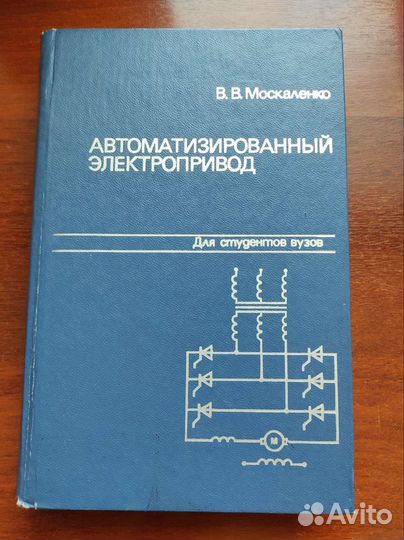 В. В. Москаленко
АВТОМАТИЗИРОВАННЫЙ
ЭЛЕКТРОПРИВОД
Для студентов вузов
М
Avito